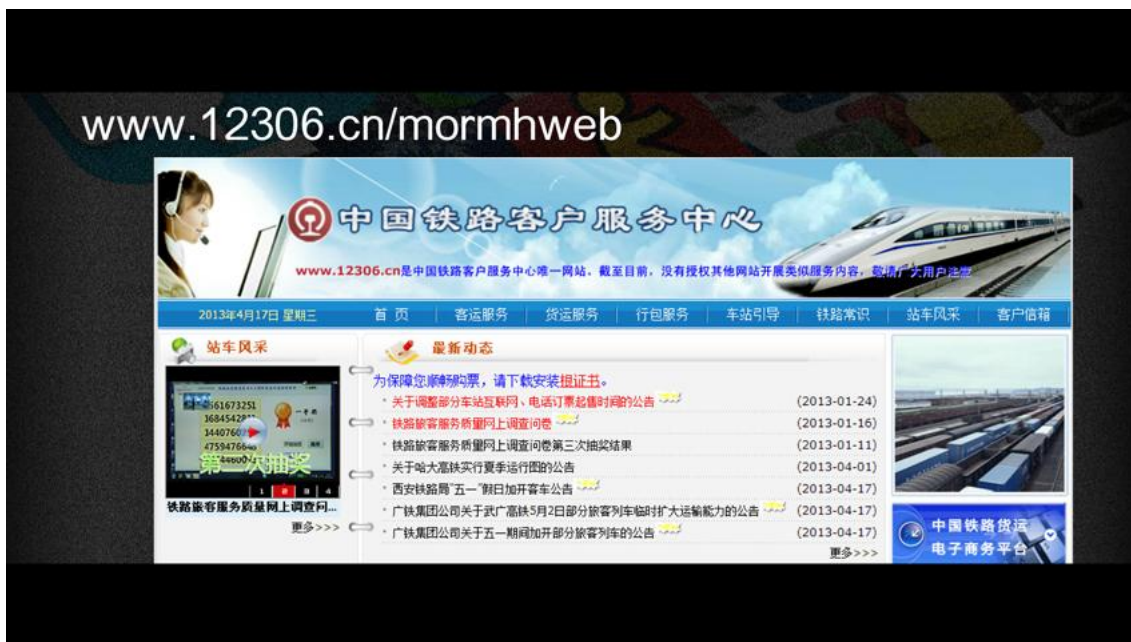 www.12306.cn/mormhweb
中国铁路客户服务中心
www.12306.cn是中国铁路客户服务中心唯一网站。截至目前,没有授权其他网站开展类似服务内容,敬请广大用户注意
2013年4月17日 星期三
首页 客运服务 货运服务 行包服务 车站引导 铁路常识 站车风采 客户信箱
站车风采
第一次抽奖
1 2 3 4
铁路旅客服务质量网上调查问...
更多>>>
最新动态
为保障您顺畅购票,请下载安装根证书。
关于调整部分车站互联网、电话订票起售时间的公告 (2013-01-24)
铁路旅客服务质量网上调查问卷 (2013-01-16)
铁路旅客服务质量网上调查问卷第三次抽奖结果 (2013-01-11)
关于哈大高铁实行夏季运行图的公告 (2013-04-01)
西安铁路局"五一"假日加开客车公告 (2013-04-17)
广铁集团公司关于武广高铁5月2日部分旅客列车临时扩大运输能力的公告 (2013-04-17)
广铁集团公司关于五一期间加开部分旅客列车的公告 (2013-04-17)
更多>>>
中国铁路货运
电子商务平台